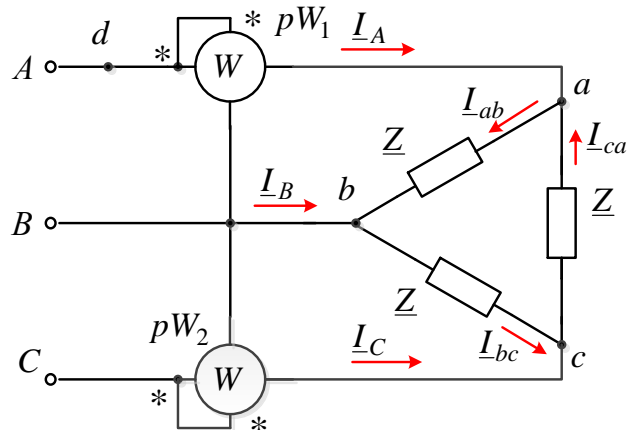 d * pW₁ I_A
A * W a
I_ab
Z I_ca
I_B b
B Z
Z
pW₂ I_C I_bc
C W c
* *